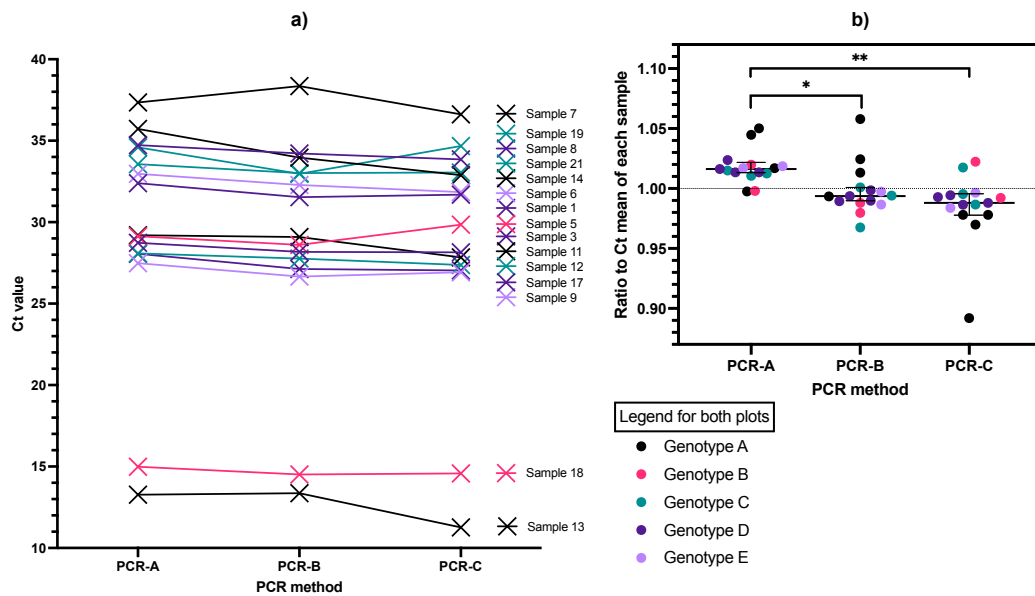 a)
40
35
30
25
20
15
10
Ct value
PCR-A
PCR-B
PCR-C
PCR method
Sample 7
Sample 19
Sample 8
Sample 21
Sample 14
Sample 6
Sample 1
Sample 5
Sample 3
Sample 11
Sample 12
Sample 17
Sample 9
Sample 18
Sample 13
b)
1.10
1.05
1.00
0.95
0.90
Ratio to Ct mean of each sample
**
*
PCR-A
PCR-B
PCR-C
PCR method
Legend for both plots
Genotype A
Genotype B
Genotype C
Genotype D
Genotype E